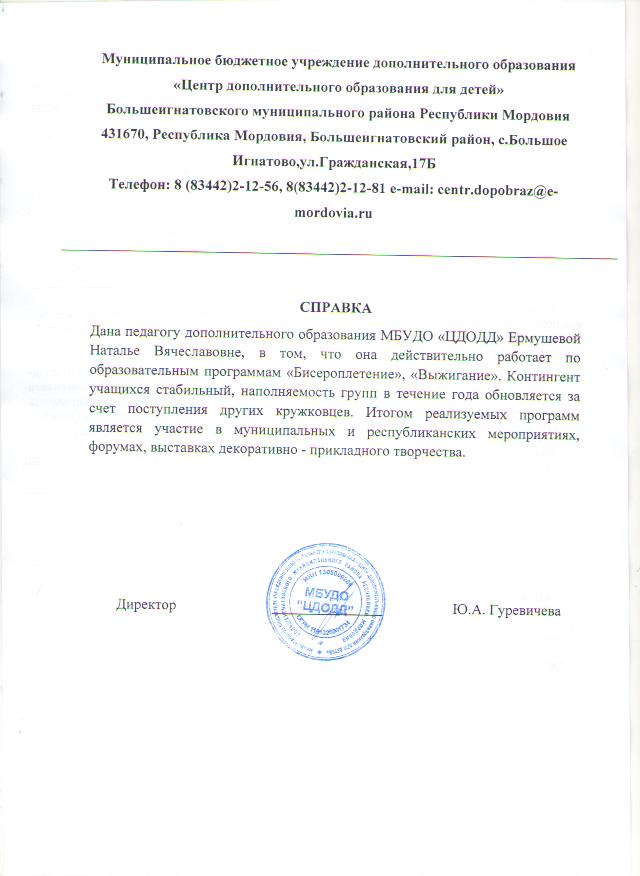 Муниципальное бюджетное учреждение дополнительного образования
«Центр дополнительного образования для детей»
Большеигнатовского муниципального района Республики Мордовия
431670, Республика Мордовия, Большеигнатовский район, с.Большое
Игнатово,ул.Гражданская,17Б
Телефон: 8 (83442)2-12-56, 8(83442)2-12-81 e-mail: centr.dopobraz@e-
mordovia.ru
СПРАВКА
Дана педагогу дополнительного образования МБУДО «ЦДОДД» Ермушевой
Наталье Вячеславовне, в том, что она действительно работает по
образовательным программам «Бисероплетение», «Выжигание». Контингент
учащихся стабильный, наполняемость групп в течение года обновляется за
счет поступления других кружковцев. Итогом реализуемых программ
является участие в муниципальных и республиканских мероприятиях,
форумах, выставках декоративно - прикладного творчества.
Директор
МБУДО
"ЦДОДД"
Ю.А. Гуревичева